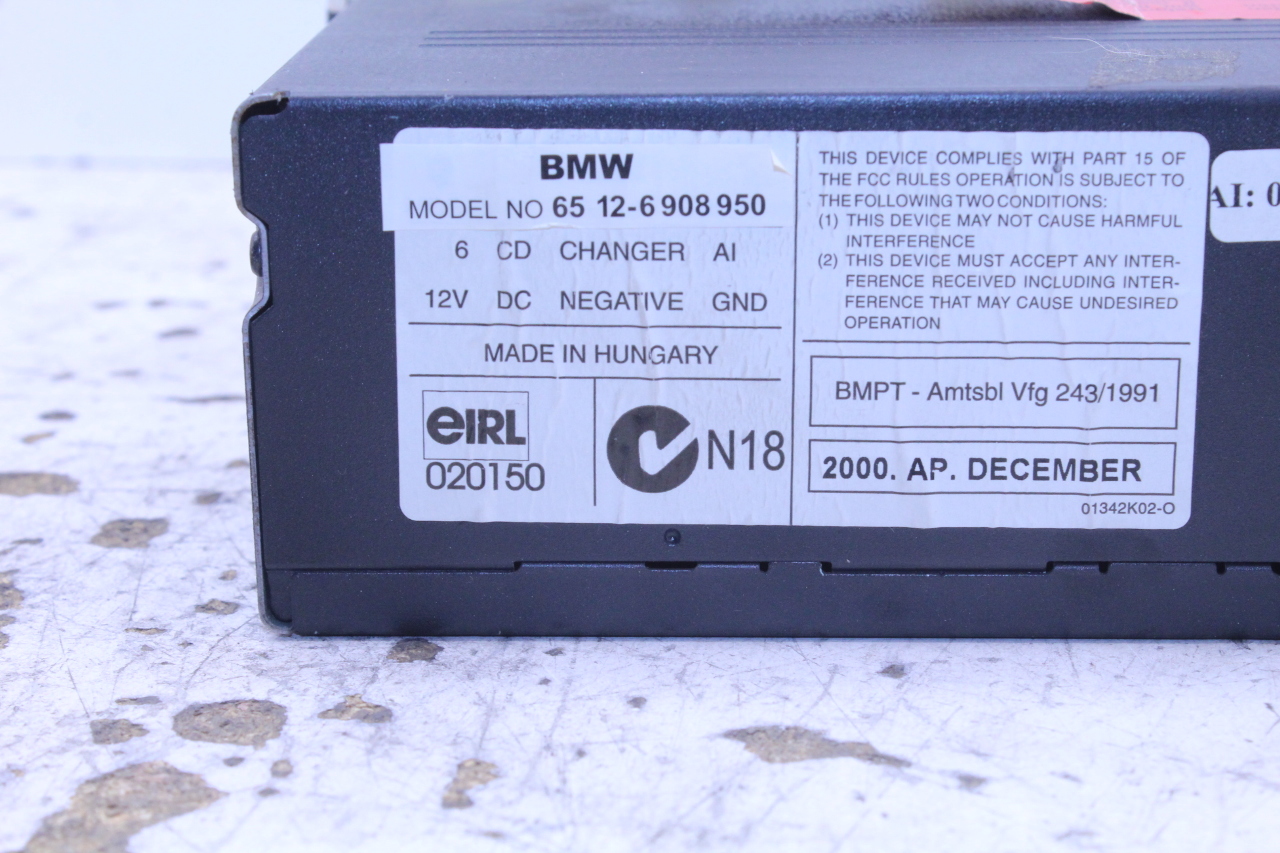 BMW
MODEL NO 65 12-6 908 950
6 CD CHANGER AI
12V DC NEGATIVE GND
MADE IN HUNGARY
eIRL
020150
N18
THIS DEVICE COMPLIES WITH PART 15 OF
THE FCC RULES OPERATION IS SUBJECT TO
THE FOLLOWING TWO CONDITIONS:
(1) THIS DEVICE MAY NOT CAUSE HARMFUL
INTERFERENCE
(2) THIS DEVICE MUST ACCEPT ANY INTER-
FERENCE RECEIVED INCLUDING INTER-
FERENCE THAT MAY CAUSE UNDESIRED
OPERATION
BMPT - Amtsbl Vfg 243/1991
2000. AP. DECEMBER
01342K02-O
AI: 0